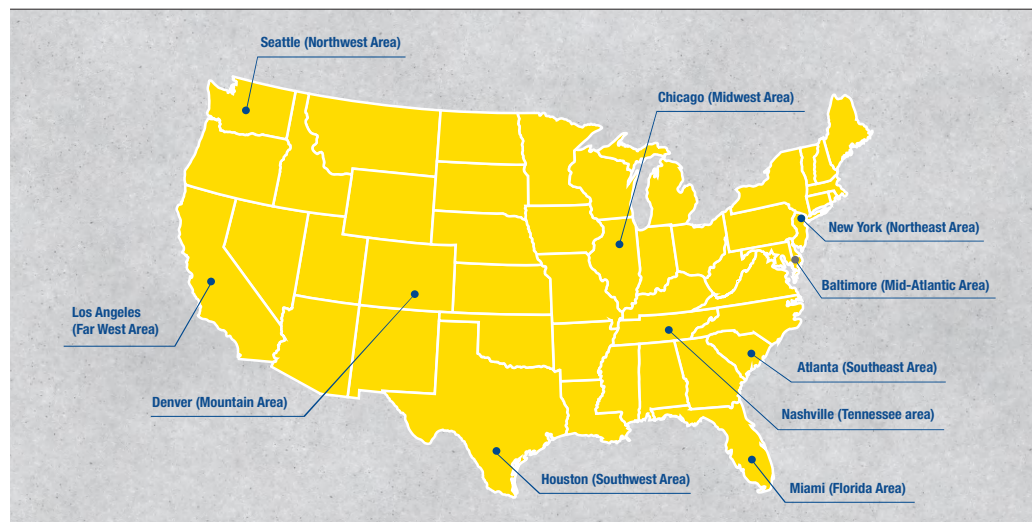 Seattle (Northwest Area)
Chicago (Midwest Area)
New York (Northeast Area)
Baltimore (Mid-Atlantic Area)
Los Angeles
(Far West Area)
Atlanta (Southeast Area)
Denver (Mountain Area)
Nashville (Tennessee area)
Houston (Southwest Area)
Miami (Florida Area)